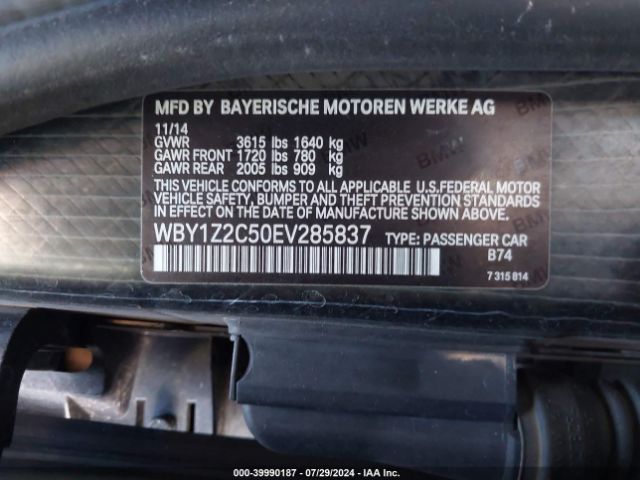 MFD BY BAYERISCHE MOTOREN WERKE AG
11/14
GVWR 3615 lbs 1640 kg
GAWR FRONT 1720 lbs 780 kg
GAWR REAR 2005 lbs 909 kg
THIS VEHICLE CONFORMS TO ALL APPLICABLE U.S.FEDERAL MOTOR
VEHICLE SAFETY, BUMPER AND THEFT PREVENTION STANDARDS
IN EFFECT ON THE DATE OF MANUFACTURE SHOWN ABOVE.
WBY1Z2C50EV285837 TYPE: PASSENGER CAR
B74
7 315 814
000-39990187 - 07/29/2024 - IAA Inc.